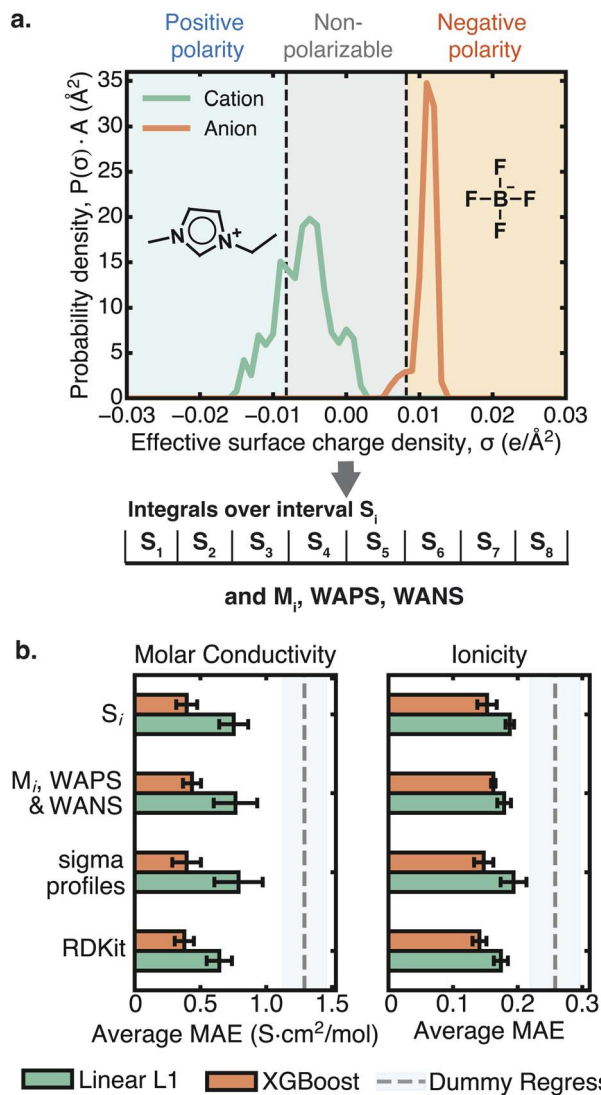 a.
Positive polarity
Non-polarizable
Negative polarity
Probability density, P(σ) · A (Å²)
35
30
25
20
15
10
5
0
Cation
Anion
N
N⁺
F
F-B⁻-F
F
−0.03 −0.02 −0.01 0.00 0.01 0.02 0.03
Effective surface charge density, σ (e/Å²)
Integrals over interval Sᵢ
S₁ S₂ S₃ S₄ S₅ S₆ S₇ S₈
and Mᵢ, WAPS, WANS
b.
Molar Conductivity
Ionicity
Sᵢ
Mᵢ, WAPS
& WANS
sigma
profiles
RDKit
0 0.5 1.0 1.5
0 0.1 0.2 0.3
Average MAE (S·cm²/mol)
Average MAE
Linear L1 XGBoost Dummy Regres